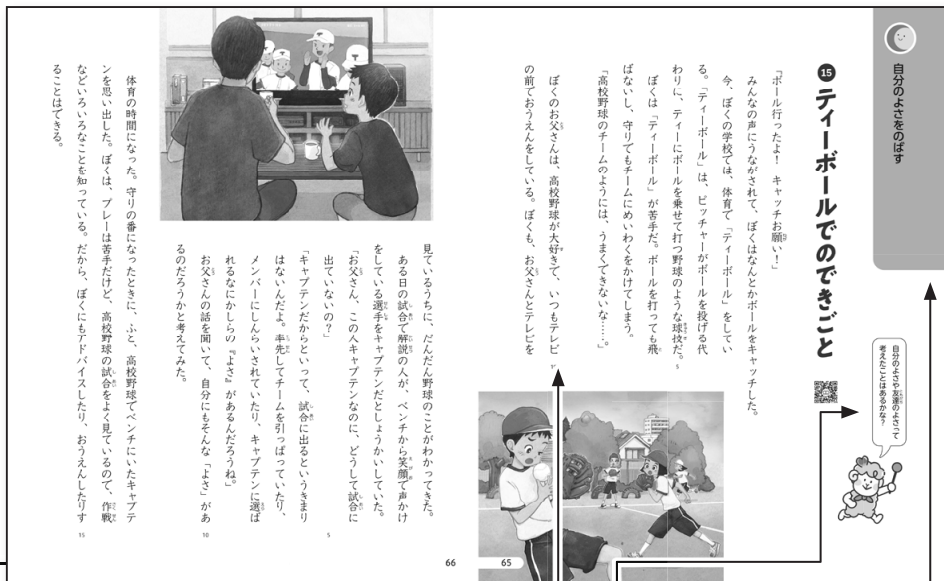 自分のよさをのばす
15 ティーボールでのできごと
自分のよさや友達のよさって
考えたことはあるかな?
「ボール行ったよ! キャッチお願い!」
みんなの声にうながされて、ぼくはなんとかボールをキャッチした。
今、ぼくの学校では、体育で「ティーボール」をしてい
る。「ティーボール」は、ピッチャーがボールを投げる代
わりに、ティーにボールを乗せて打つ野球のような球技だ。
ぼくは「ティーボール」が苦手だ。ボールを打っても飛
ばないし、守りでもチームにめいわくをかけてしまう。
「高校野球のチームのようには、うまくできないな……。」
ぼくのお父さんは、高校野球が大好きで、いつもテレビ
の前でおうえんをしている。ぼくも、お父さんとテレビを
5
65
見ているうちに、だんだん野球のことがわかってきた。
ある日の試合で解説の人が、ベンチから笑顔で声かけ
をしている選手をキャプテンだとしょうかいしていた。
「お父さん、この人キャプテンなのに、どうして試合に
出ていないの?」
「キャプテンだからといって、試合に出るというきまり
はないんだよ。率先してチームを引っぱっていたり、
メンバーにしんらいされていたり、キャプテンに選ば
れるなにかしらの『よさ』があるんだろうね。」
お父さんの話を聞いて、自分にもそんな「よさ」があ
るのだろうかと考えてみた。
体育の時間になった。守りの番になったときに、ふと、高校野球でベンチにいたキャプテ
ンを思い出した。ぼくは、プレーは苦手だけど、高校野球の試合をよく見ているので、作戦
などいろいろなことを知っている。だから、ぼくにもアドバイスしたり、おうえんしたりす
ることはできる。
5
10
15
66